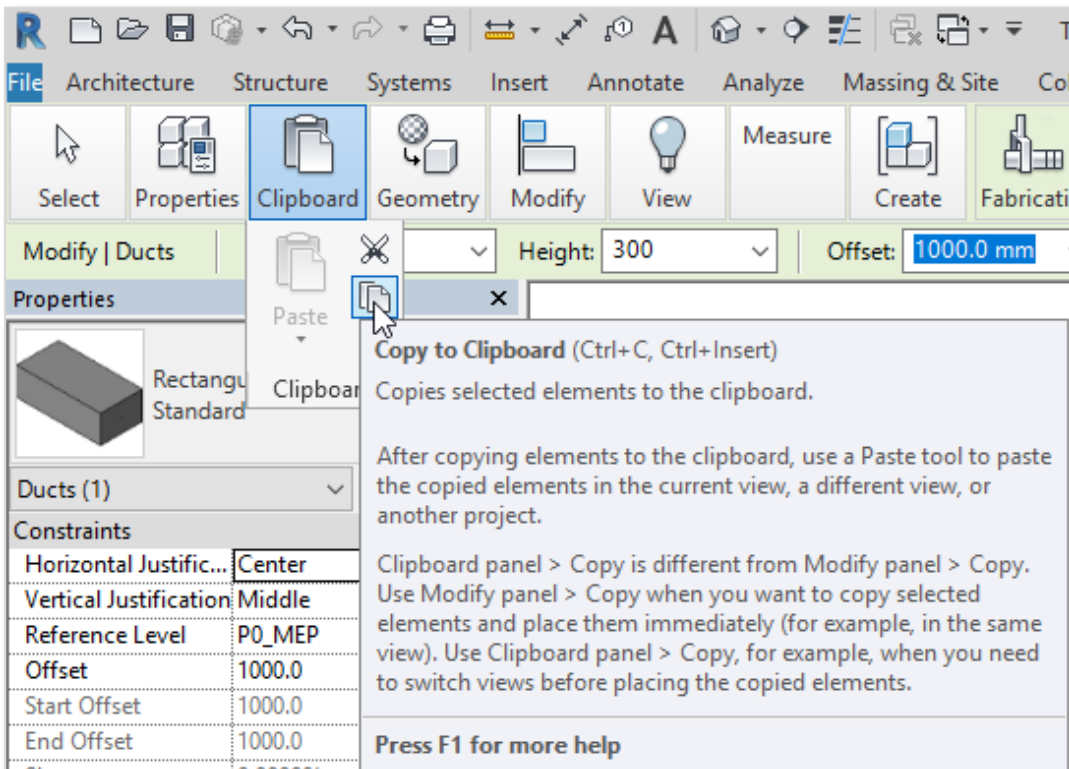 File Architecture Structure Systems Insert Annotate Analyze Massing & Site
Measure
Select Properties Clipboard Geometry Modify View Create
Modify | Ducts Height: 300 Offset: 1000.0 mm
Properties
Paste
Clipboar
Standard
Ducts (1)
Constraints
Horizontal Justific... Center
Vertical Justification Middle
Reference Level P0_MEP
Offset 1000.0
Start Offset 1000.0
End Offset 1000.0
Copy to Clipboard (Ctrl+C, Ctrl+Insert)
Copies selected elements to the clipboard.
After copying elements to the clipboard, use a Paste tool to paste
the copied elements in the current view, a different view, or
another project.
Clipboard panel > Copy is different from Modify panel > Copy.
Use Modify panel > Copy when you want to copy selected
elements and place them immediately (for example, in the same
view). Use Clipboard panel > Copy, for example, when you need
to switch views before placing the copied elements.
Press F1 for more help